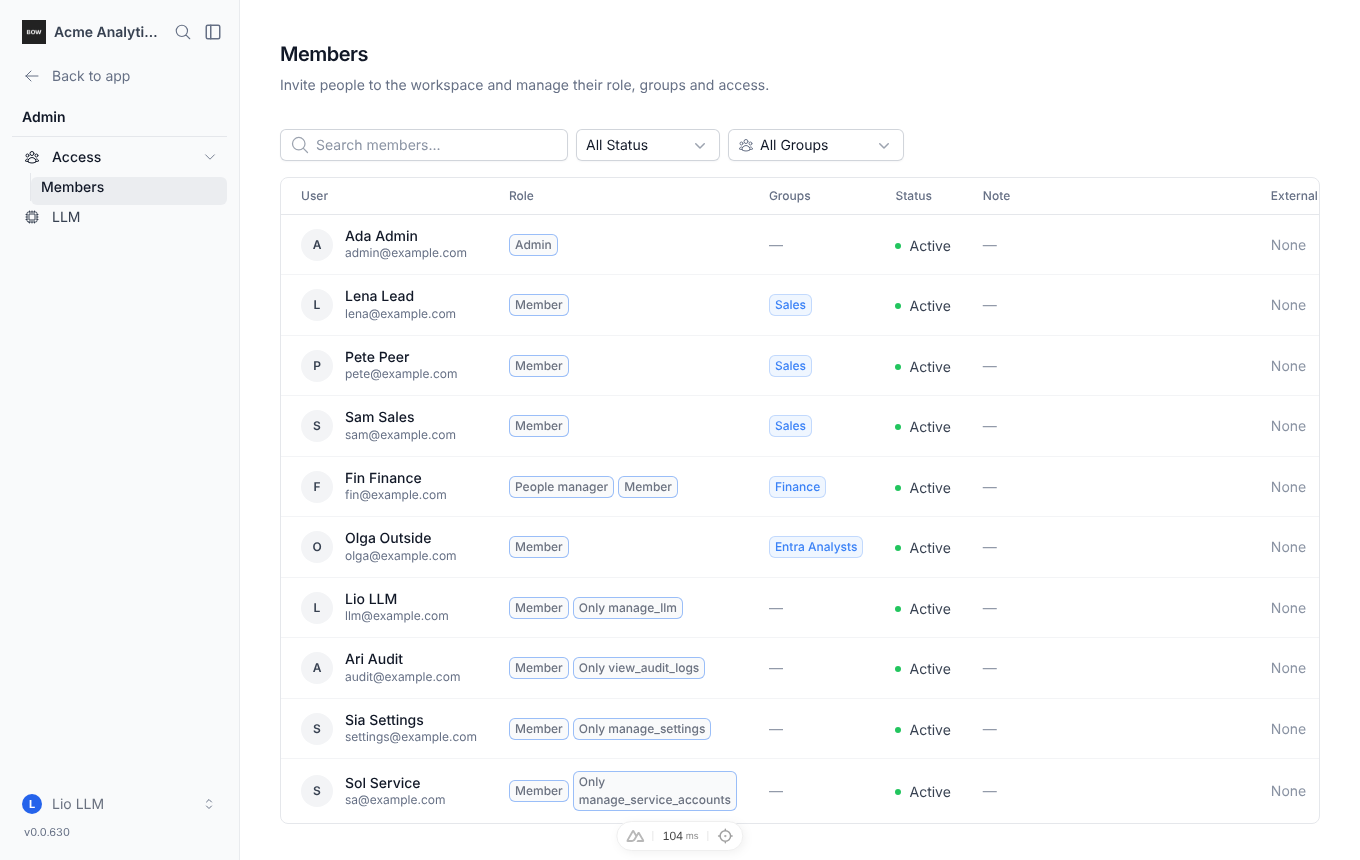 BOW Acme Analyti...
Back to app
Admin
Access
Members
LLM
Lio LLM
v0.0.630
Members
Invite people to the workspace and manage their role, groups and access.
Search members...
All Status
All Groups
User Role Groups Status Note External
A Ada Admin Admin — Active — None
admin@example.com
L Lena Lead Member Sales Active — None
lena@example.com
P Pete Peer Member Sales Active — None
pete@example.com
S Sam Sales Member Sales Active — None
sam@example.com
F Fin Finance People manager Member Finance Active — None
fin@example.com
O Olga Outside Member Entra Analysts Active — None
olga@example.com
L Lio LLM Member Only manage_llm — Active — None
llm@example.com
A Ari Audit Member Only view_audit_logs — Active — None
audit@example.com
S Sia Settings Member Only manage_settings — Active — None
settings@example.com
S Sol Service Member Only manage_service_accounts — Active — None
sa@example.com
104 ms
L